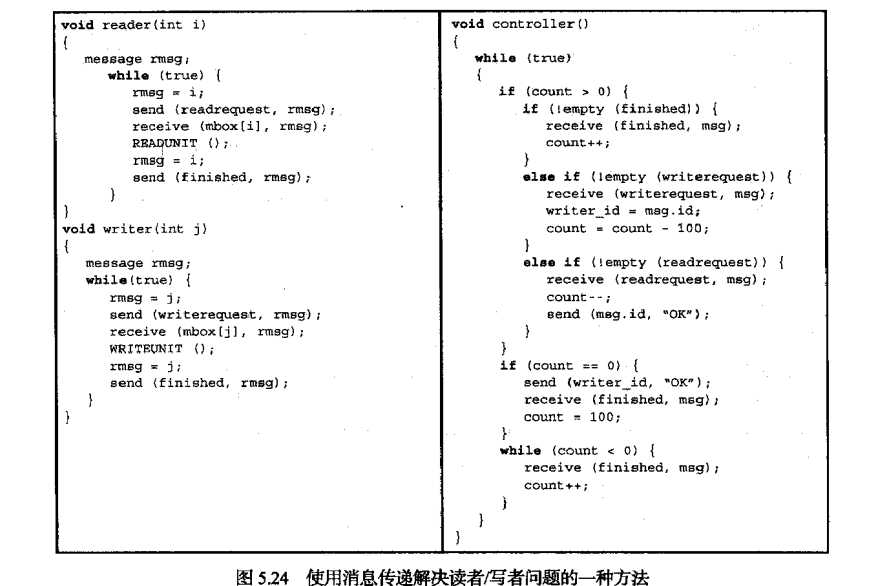 void reader(int i)
{
message rmsg;
while (true) {
rmsg = i;
send (readrequest, rmsg);
receive (mbox[i], rmsg);
READUNIT ();
rmsg = i;
send (finished, rmsg);
}
}
void writer(int j)
{
message rmsg;
while(true) {
rmsg = j;
send (writerequest, rmsg);
receive (mbox[j], rmsg);
WRITEUNIT ();
rmsg = j;
send (finished, rmsg);
}
}
void controller()
{
while (true)
{
if (count > 0) {
if (!empty (finished)) {
receive (finished, msg);
count++;
}
else if (!empty (writerequest)) {
receive (writerequest, msg);
writer_id = msg.id;
count = count - 100;
}
else if (!empty (readrequest)) {
receive (readrequest, msg);
count--;
send (msg.id, "OK");
}
}
if (count == 0) {
send (writer_id, "OK");
receive (finished, msg);
count = 100;
}
while (count < 0) {
receive (finished, msg);
count++;
}
}
}
图 5.24 使用消息传递解决读者/写者问题的一种方法